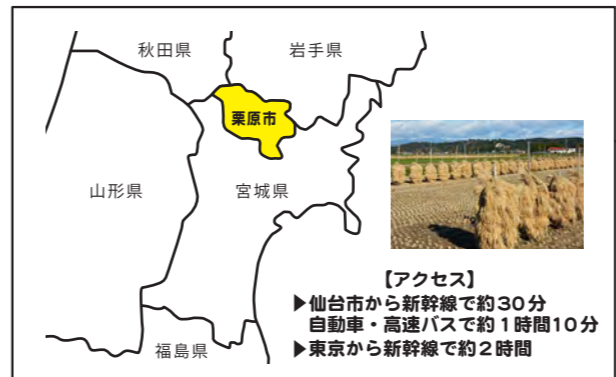 秋田県
岩手県
栗原市
山形県
宮城県
福島県
【アクセス】
▶仙台市から新幹線で約30分
自動車・高速バスで約1時間10分
▶東京から新幹線で約2時間